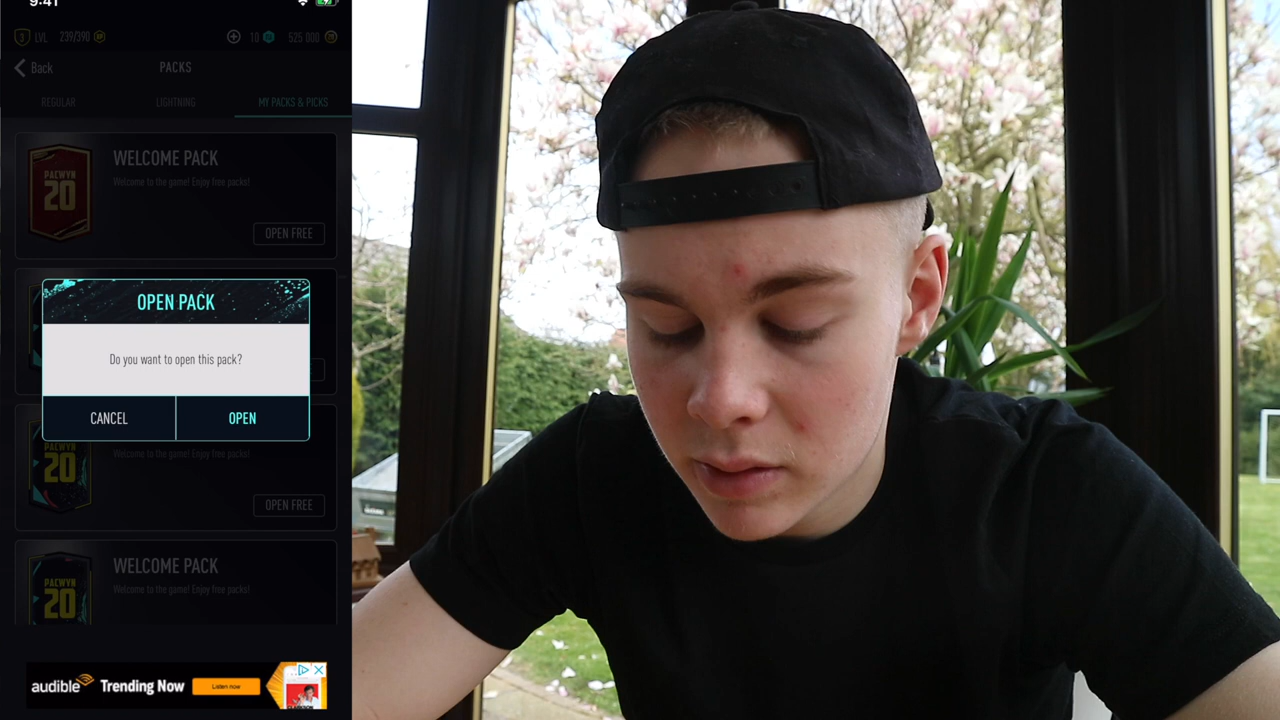 9:41
3 LVL 239/390 XP
10 525 000
Back
PACKS
REGULAR LIGHTNING MY PACKS & PICKS
WELCOME PACK
Welcome to the game! Enjoy free packs!
PACWYN
20
OPEN FREE
OPEN PACK
Do you want to open this pack?
CANCEL OPEN
Welcome to the game! Enjoy free packs!
PACWYN
20
OPEN FREE
WELCOME PACK
Welcome to the game! Enjoy free packs!
PACWYN
20
audible Trending Now Listen now